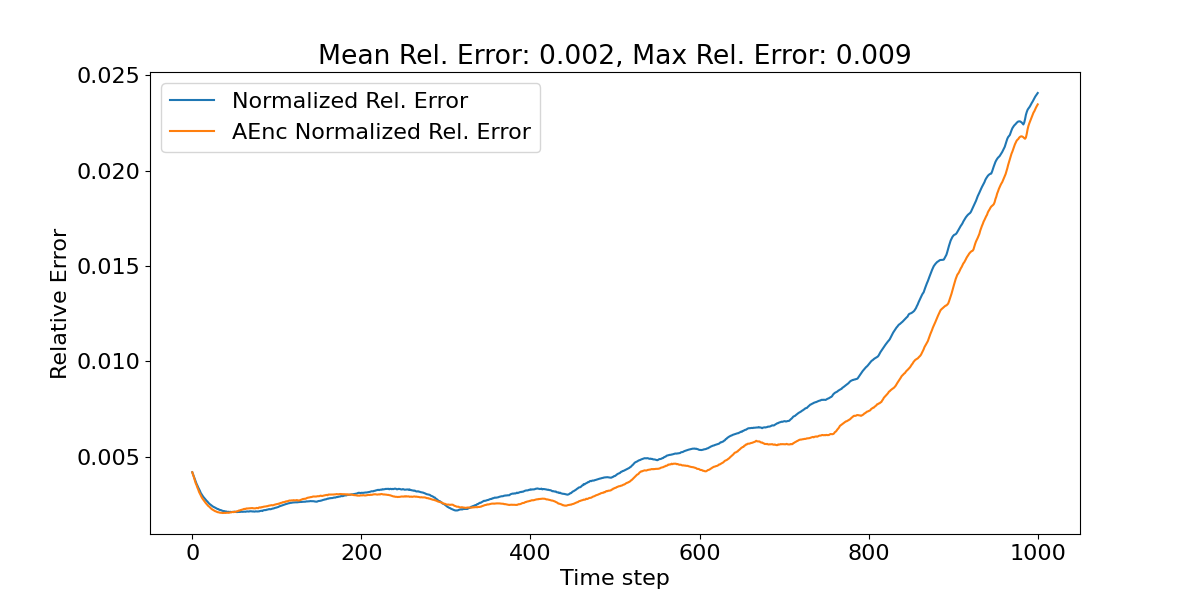 Mean Rel. Error: 0.002, Max Rel. Error: 0.009
0.025
0.020
0.015
0.010
0.005
Relative Error
Normalized Rel. Error
AEnc Normalized Rel. Error
0 200 400 600 800 1000
Time step